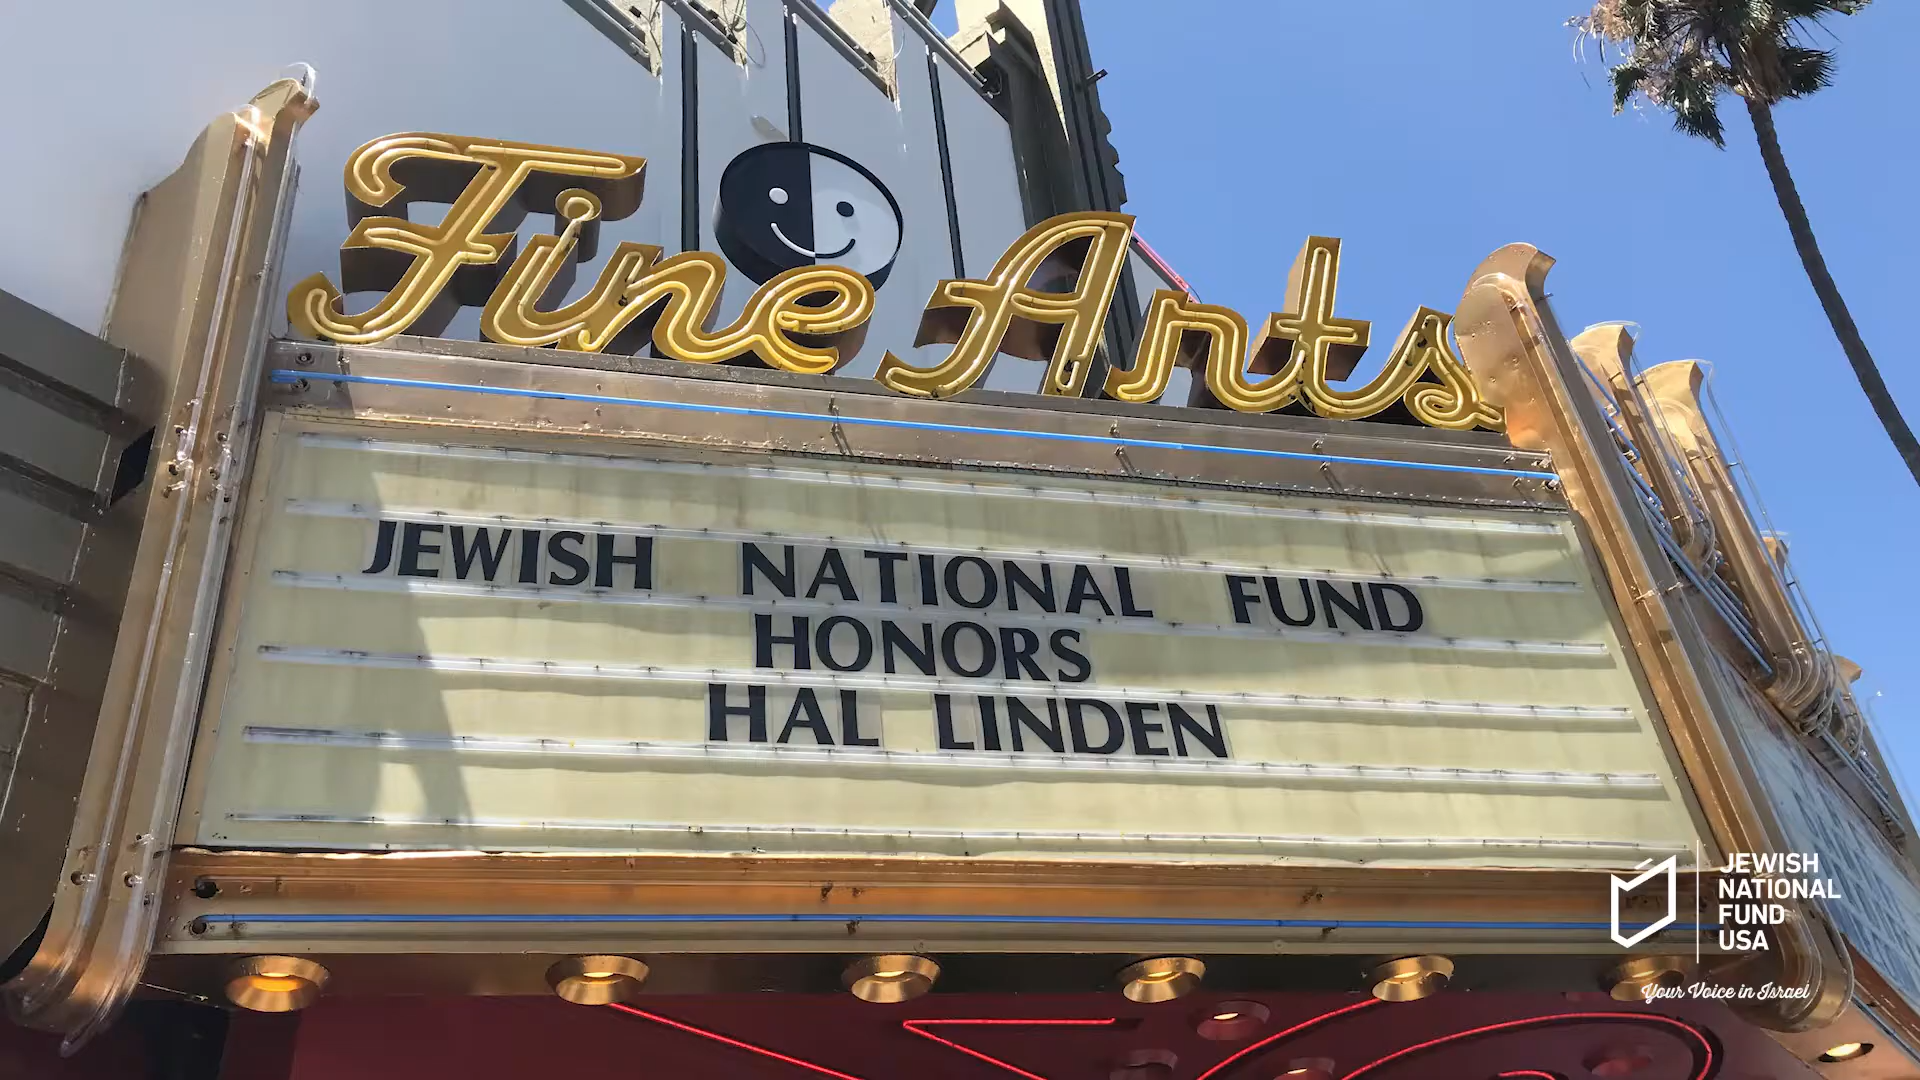 Fine Arts
JEWISH NATIONAL FUND
HONORS
HAL LINDEN
JEWISH
NATIONAL
FUND
USA
Your Voice in Israel